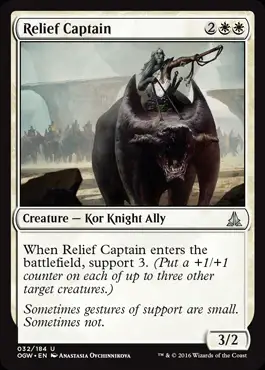 Relief Captain 2
Creature — Kor Knight Ally
When Relief Captain enters the
battlefield, support 3. (Put a +1/+1
counter on each of up to three other
target creatures.)
Sometimes gestures of support are small.
Sometimes not.
3/2
032/184 U
OGW • EN Anastasia Ovchinnikova
™ & © 2016 Wizards of the Coast